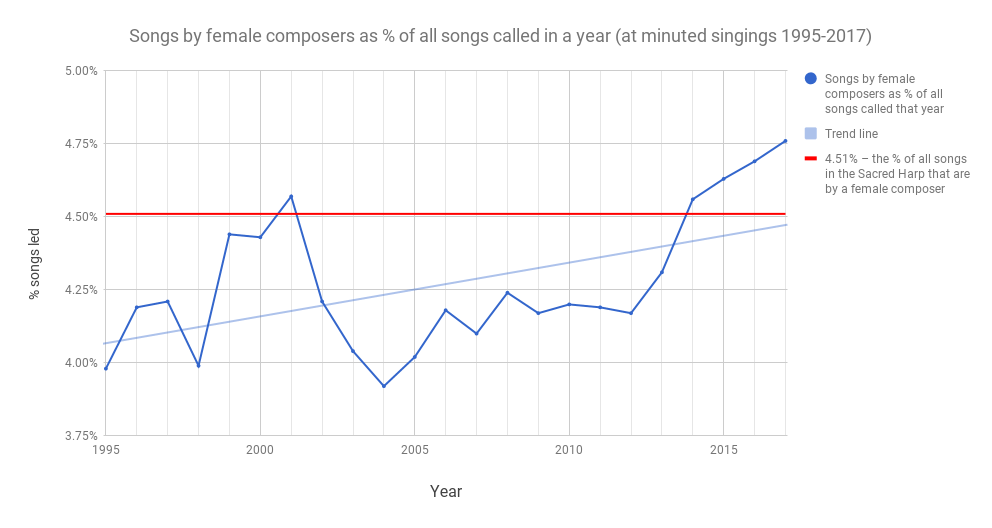 Songs by female composers as % of all songs called in a year (at minuted singings 1995-2017)
5.00%
4.75%
4.50%
4.25%
4.00%
3.75%
% songs led
1995
2000
2005
2010
2015
Year
Songs by female
composers as % of all
songs called that year
Trend line
4.51% – the % of all songs
in the Sacred Harp that are
by a female composer